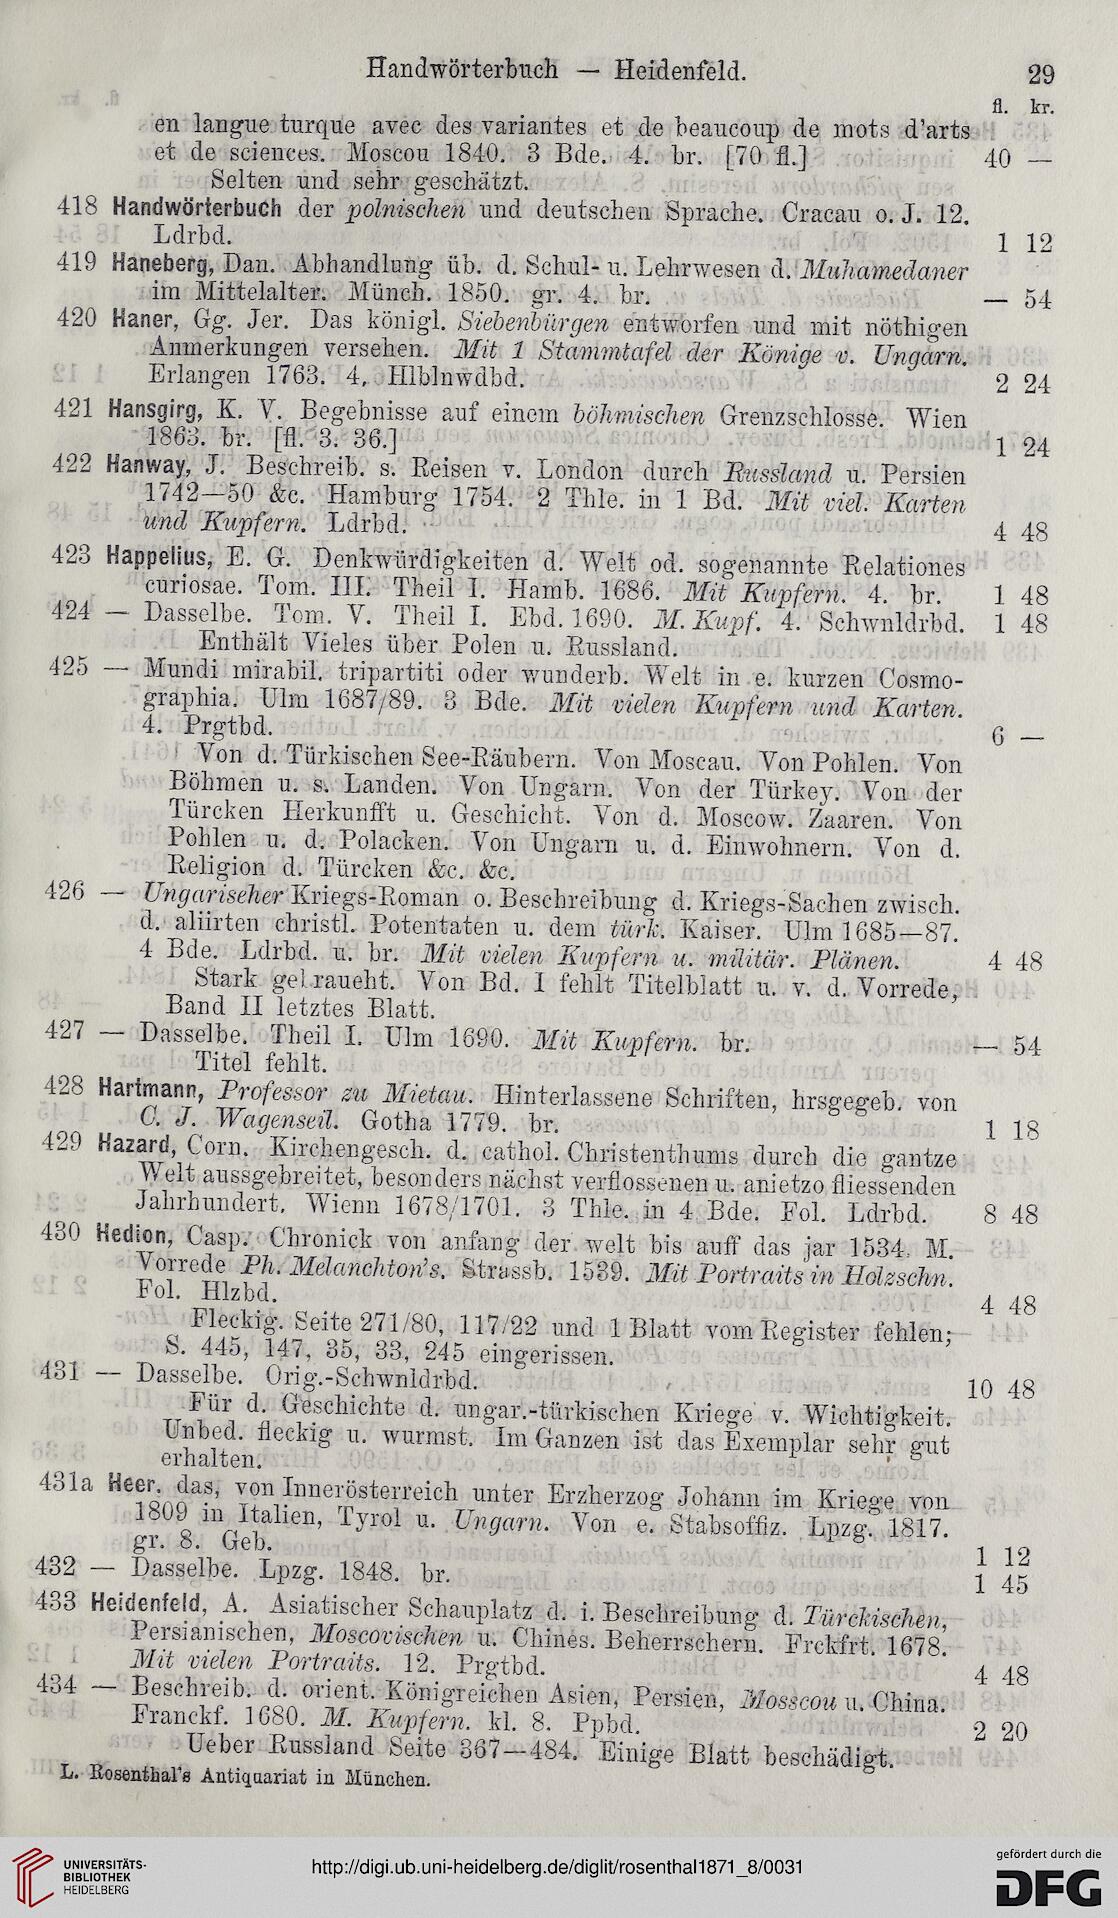 Handwörterbuch — Heidenfeld. 29
fl. kr.
en langue turque avec des variantes et de beaucoup de mots d'arts
et de sciences. Moscou 1840. 3 Bde. 4. br. [70 fl.] 40 —
Selten und sehr geschätzt.
418 Handwörterbuch der polnischen und deutschen Sprache. Cracau o. J. 12.
Ldrbd. 1 12
419 Haneberg, Dan. Abhandlung üb. d. Schul- u. Lehrwesen d. Muhamedaner
im Mittelalter. Münch. 1850. gr. 4. br. — 54
420 Haner, Gg. Jer. Das königl. Siebenbürgen entworfen und mit nöthigen
Anmerkungen versehen. Mit 1 Stammtafel der Könige v. Ungarn.
Erlangen 1763. 4. Hlblnwdbd. 2 24
421 Hansgirg, K. V. Begebnisse auf einem böhmischen Grenzschlosse. Wien
1863. br. [fl. 3. 36.] 1 24
422 Hanway, J. Beschreib. s. Reisen v. London durch Russland u. Persien
1742—50 &c. Hamburg 1754. 2 Thle. in 1 Bd. Mit viel. Karten
und Kupfern. Ldrbd. 4 48
423 Happelius, E. G. Denkwürdigkeiten d. Welt od. sogenannte Relationes
curiosae. Tom. III. Theil I. Hamb. 1686. Mit Kupfern. 4. br. 1 48
424 — Dasselbe. Tom. V. Theil I. Ebd. 1690. M. Kupf. 4. Schwnldrbd. 1 48
Enthält Vieles über Polen u. Russland.
425 — Mundi mirabil. tripartiti oder wunderb. Welt in e. kurzen Cosmo-
graphia. Ulm 1687/89. 3 Bde. Mit vielen Kupfern und Karten.
4. Prgtbd. 6 —
Von d. Türkischen See-Räubern. Von Moscau. Von Pohlen. Von
Böhmen u. s. Landen. Von Ungarn. Von der Türkey. Von der
Türcken Herkunfft u. Geschicht. Von d. Moscow. Zaaren. Von
Pohlen u. d. Polacken. Von Ungarn u. d. Einwohnern. Von d.
Religion d. Türcken &c. &c.
426 — Ungarischer Kriegs-Roman o. Beschreibung d. Kriegs-Sachen zwisch.
d. aliirten christl. Potentaten u. dem türk. Kaiser. Ulm 1685—87.
4 Bde. Ldrbd. u. br. Mit vielen Kupfern u. militär. Plänen. 4 48
Stark gebraucht. Von Bd. I fehlt Titelblatt u. v. d. Vorrede,
Band II letztes Blatt.
427 — Dasselbe. Theil I. Ulm 1690. Mit Kupfern. br. — 54
Titel fehlt.
428 Hartmann, Professor zu Mietau. Hinterlassene Schriften, hrsgegeb. von
C. J. Wagenseil. Gotha 1779. br. 1 18
429 Hazard, Corn. Kirchengesch. d. cathol. Christenthums durch die gantze
Welt aussgebreitet, besonders nächst verflossenen u. anietzo fliessenden
Jahrhundert. Wienn 1678/1701. 3 Thle. in 4 Bde. Fol. Ldrbd. 8 48
430 Hedion, Casp. Chronick von anfang der welt bis auff das jar 1534. M.
Vorrede Ph. Melanchton's. Strassb. 1539. Mit Portraits in Holzschn.
Fol. Hlzbd. 4 48
Fleckig. Seite 271/80, 117/22 und 1 Blatt vom Register fehlen;
S. 445, 147, 35, 33, 245 eingerissen.
431 — Dasselbe. Orig.-Schwnldrbd. 10 48
Für d. Geschichte d. ungar.-türkischen Kriege v. Wichtigkeit.
Unbed. fleckig u. wurmst. Im Ganzen ist das Exemplar sehr gut
erhalten.
431a Heer, das, von Innerösterreich unter Erzherzog Johann im Kriege von
1809 in Italien, Tyrol u. Ungarn. Von e. Stabsoffiz. Lpzg. 1817.
gr. 8. Geb. 1 12
432 — Dasselbe. Lpzg. 1848. br. 1 45
433 Heidenfeld, A. Asiatischer Schauplatz d. i. Beschreibung d. Türckischen,
Persianischen, Moscovischen u. Chines. Beherrschern. Frckfrt. 1678.
Mit vielen Portraits. 12. Prgtbd. 4 48
434 — Beschreib. d. orient. Königreichen Asien, Persien, Mosscou u. China.
Franckf. 1680. M. Kupfern. kl. 8. Ppbd. 2 20
Ueber Russland Seite 367—484. Einige Blatt beschädigt.
L. Rosenthal's Antiquariat in München.
UNIVERSITÄTS-
BIBLIOTHEK
HEIDELBERG
http://digi.ub.uni-heidelberg.de/diglit/rosenthal1871_8/0031
gefördert durch die
DFG